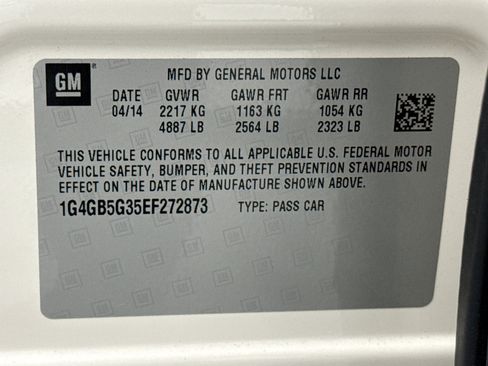 GM
MFD BY GENERAL MOTORS LLC
DATE GVWR GAWR FRT GAWR RR
04/14 2217 KG 1163 KG 1054 KG
4887 LB 2564 LB 2323 LB
THIS VEHICLE CONFORMS TO ALL APPLICABLE U.S. FEDERAL MOTOR
VEHICLE SAFETY, BUMPER, AND THEFT PREVENTION STANDARDS
IN EFFECT ON THE DATE OF MANUFACTURE SHOWN ABOVE.
1G4GB5G35EF272873 TYPE: PASS CAR